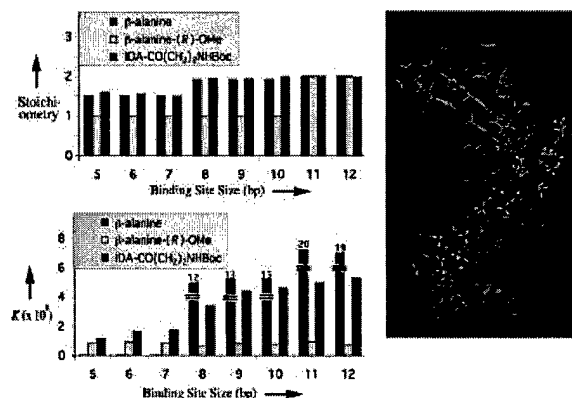 β-alanine
β-alanine-(R)-OMe
IDA-CO(CH₂)₃NHBoc
3
2
1
0
Stoichi-
ometry
5 6 7 8 9 10 11 12
Binding Site Size (bp)
β-alanine
β-alanine-(R)-OMe
IDA-CO(CH₂)₃NHBoc
8
6
4
2
0
12 13 13 20 19
5 6 7 8 9 10 11 12
Binding Site Size (bp)